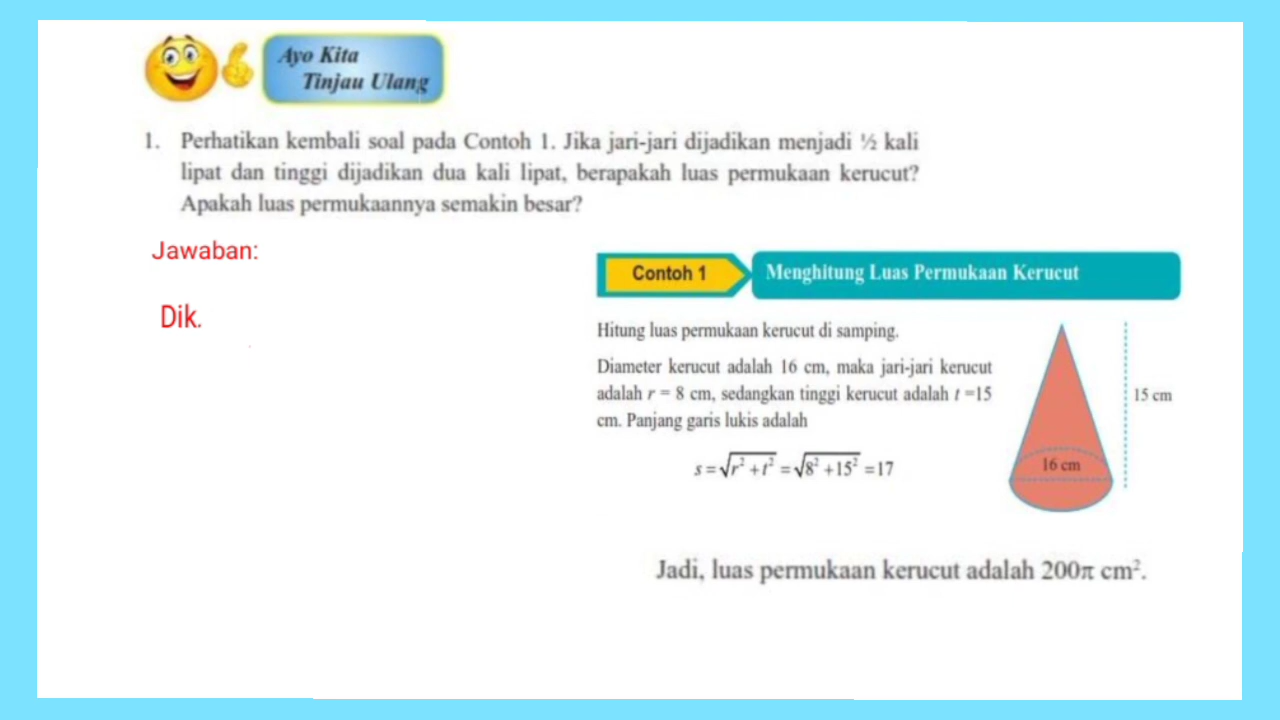 Ayo Kita
Tinjau Ulang
1. Perhatikan kembali soal pada Contoh 1. Jika jari-jari dijadikan menjadi ½ kali
lipat dan tinggi dijadikan dua kali lipat, berapakah luas permukaan kerucut?
Apakah luas permukaannya semakin besar?
Jawaban:
Dik.
Contoh 1
Menghitung Luas Permukaan Kerucut
Hitung luas permukaan kerucut di samping.
Diameter kerucut adalah 16 cm, maka jari-jari kerucut
adalah r = 8 cm, sedangkan tinggi kerucut adalah t =15
cm. Panjang garis lukis adalah
s = √r² + t² = √8² + 15² = 17
15 cm
16 cm
Jadi, luas permukaan kerucut adalah 200π cm².